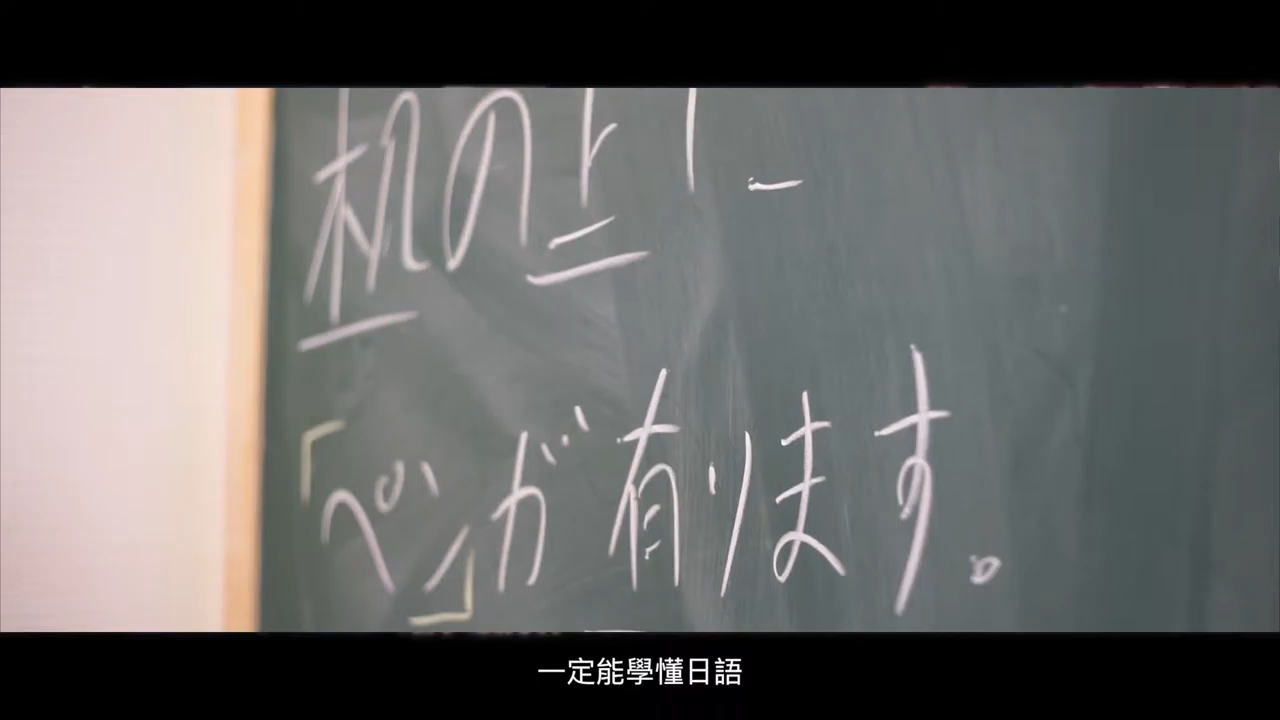 机の上に
「ペン」が有ります。
一定能學懂日語